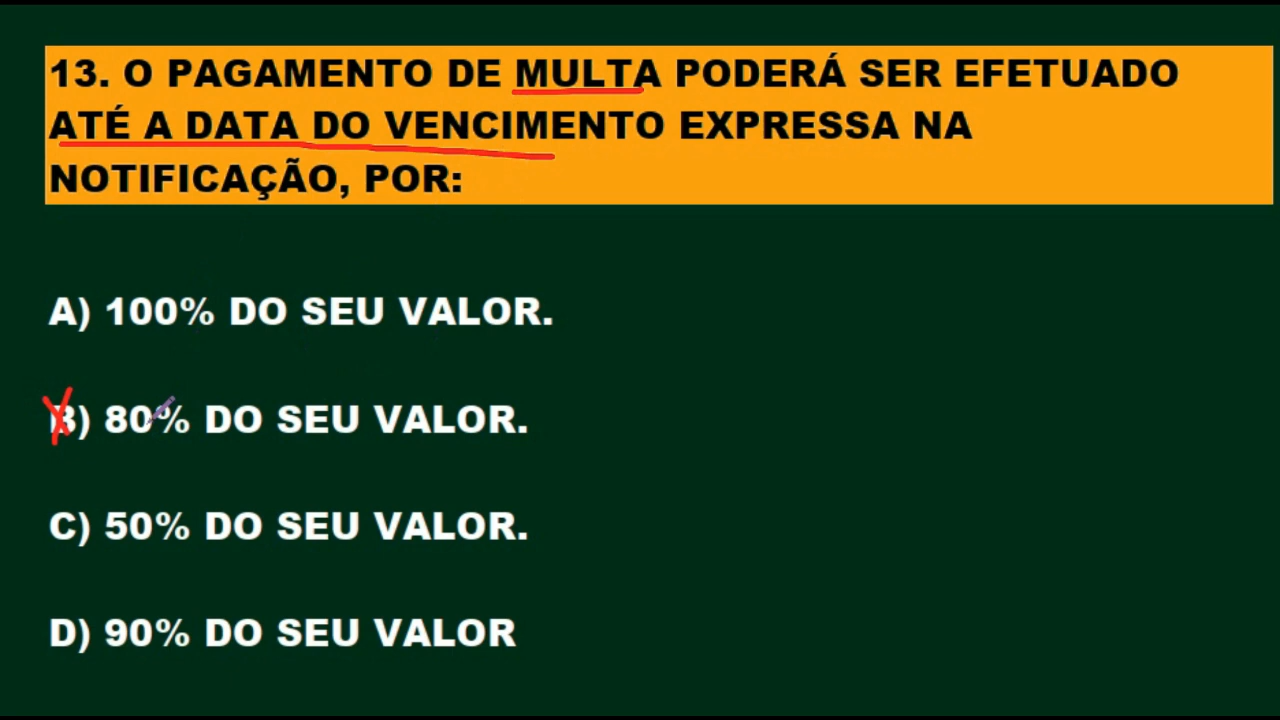 13. O PAGAMENTO DE MULTA PODERÁ SER EFETUADO
ATÉ A DATA DO VENCIMENTO EXPRESSA NA
NOTIFICAÇÃO, POR:
A) 100% DO SEU VALOR.
B) 80% DO SEU VALOR.
C) 50% DO SEU VALOR.
D) 90% DO SEU VALOR